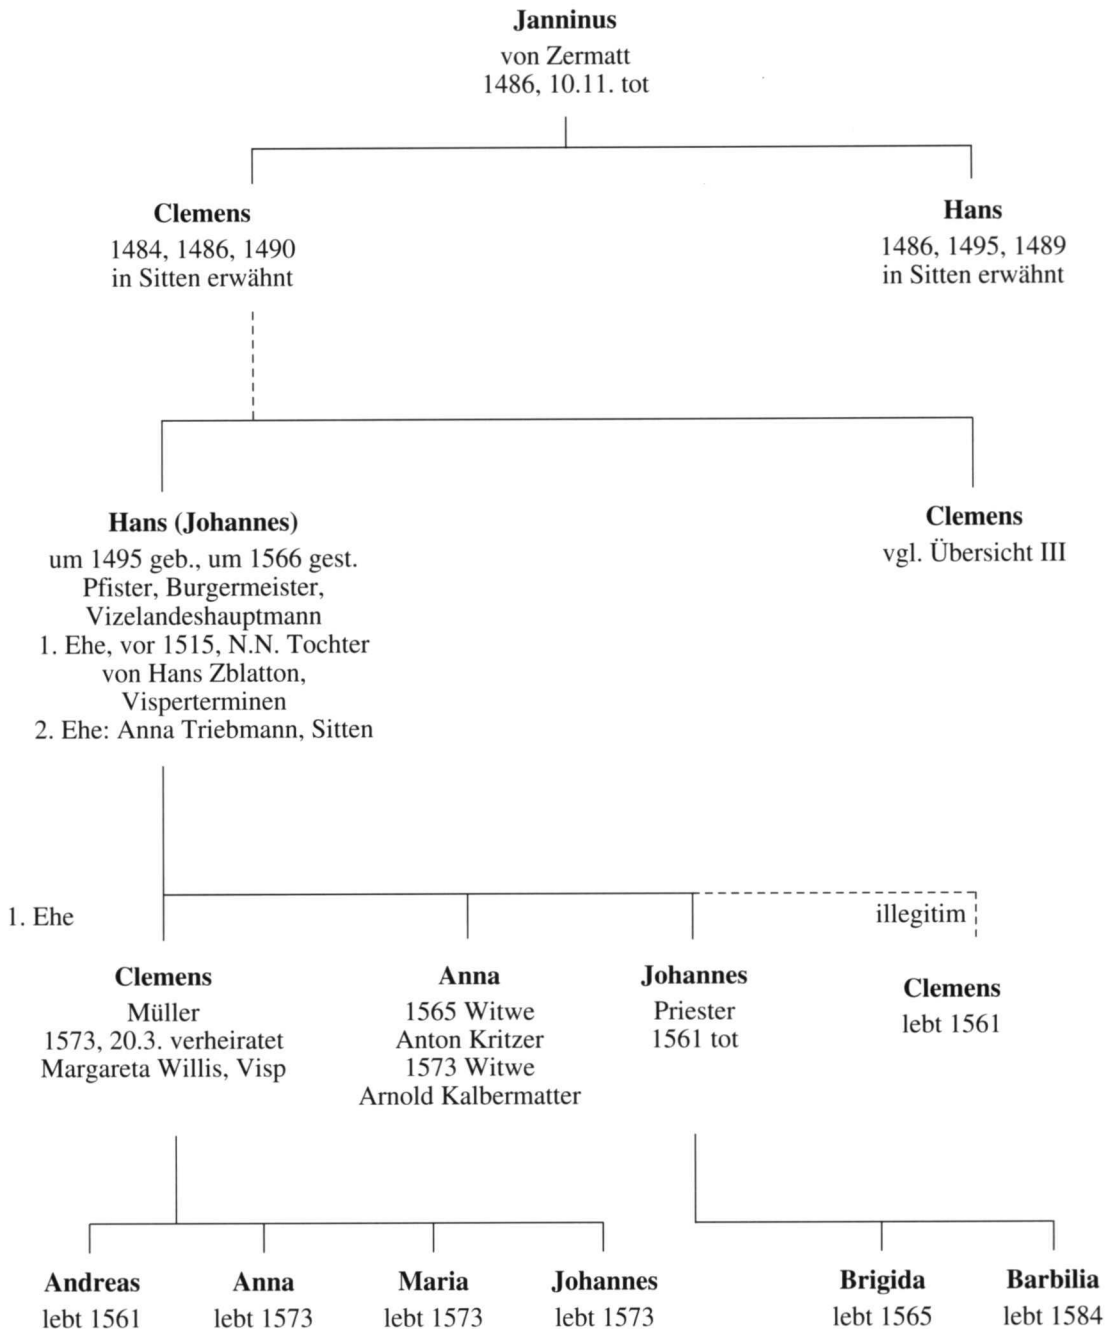 Janninus
von Zermatt
1486, 10.11. tot
Clemens
1484, 1486, 1490
in Sitten erwähnt
Hans
1486, 1495, 1489
in Sitten erwähnt
Hans (Johannes)
um 1495 geb., um 1566 gest.
Pfister, Burgermeister,
Vizelandeshauptmann
1. Ehe, vor 1515, N.N. Tochter
von Hans Zblatton,
Visperterminen
2. Ehe: Anna Triebmann, Sitten
Clemens
vgl. Übersicht III
1. Ehe
illegitim
Clemens
Müller
1573, 20.3. verheiratet
Margareta Willis, Visp
Anna
1565 Witwe
Anton Kritzer
1573 Witwe
Arnold Kalbermatter
Johannes
Priester
1561 tot
Clemens
lebt 1561
Andreas
lebt 1561
Anna
lebt 1573
Maria
lebt 1573
Johannes
lebt 1573
Brigida
lebt 1565
Barbilia
lebt 1584